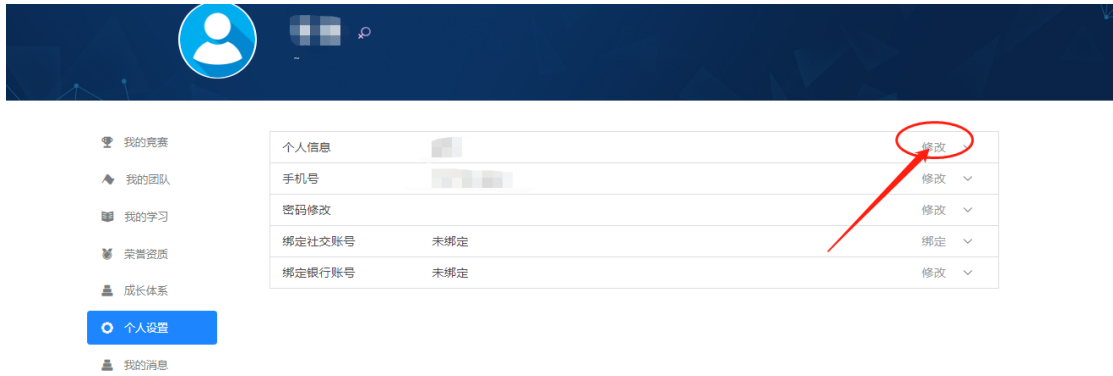 ~
我的竞赛
我的团队
我的学习
荣誉资质
成长体系
个人设置
我的消息
个人信息 修改
手机号 修改
密码修改 修改
绑定社交账号 未绑定 绑定
绑定银行账号 未绑定 修改